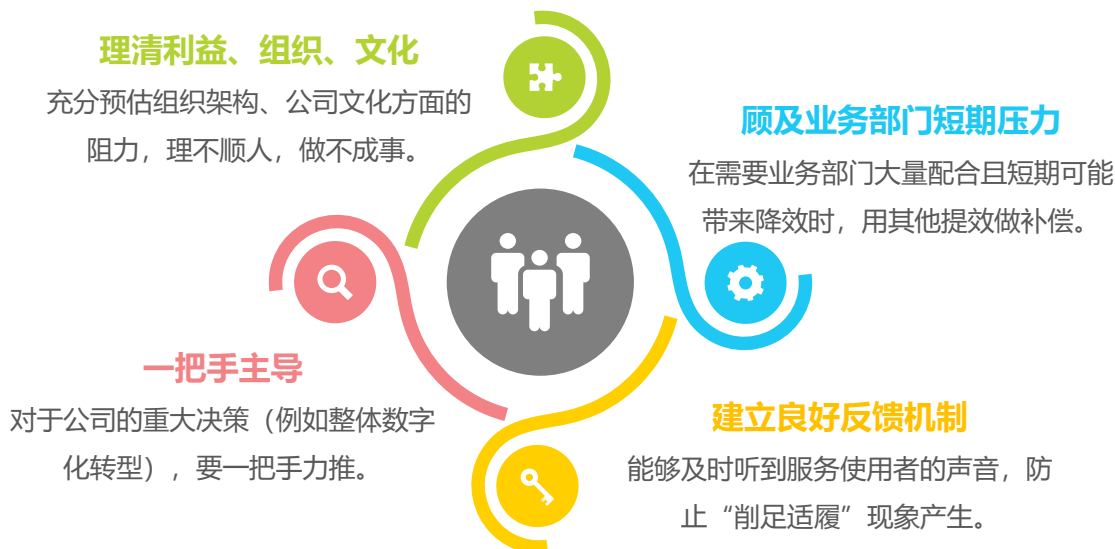 理清利益、组织、文化
充分预估组织架构、公司文化方面的
阻力，理不顺人，做不成事。
顾及业务部门短期压力
在需要业务部门大量配合且短期可能
带来降效时，用其他提效做补偿。
一把手主导
对于公司的重大决策（例如整体数字
化转型），要一把手力推。
建立良好反馈机制
能够及时听到服务使用者的声音，防
止“削足适履”现象产生。